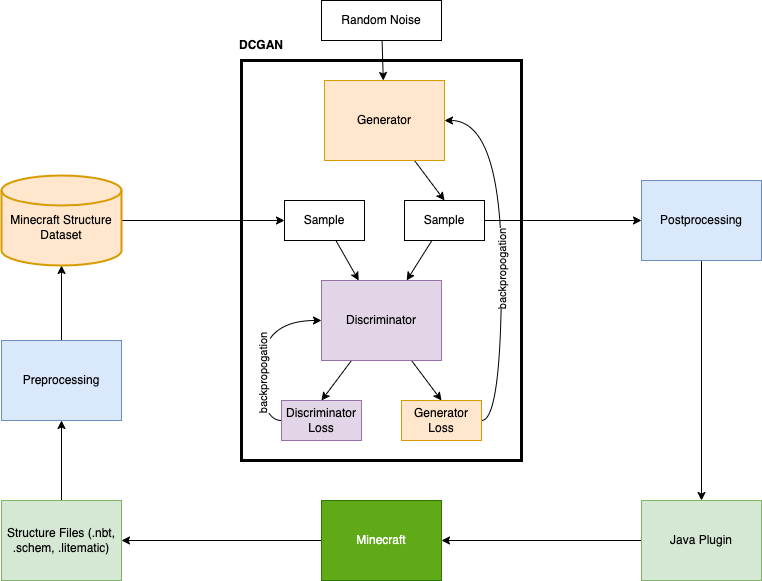 Random Noise
DCGAN
Generator
Minecraft Structure
Dataset
Sample
Sample
Postprocessing
backpropogation
Discriminator
backpropogation
Preprocessing
Discriminator
Loss
Generator
Loss
Structure Files (.nbt,
.schem, .litematic)
Minecraft
Java Plugin